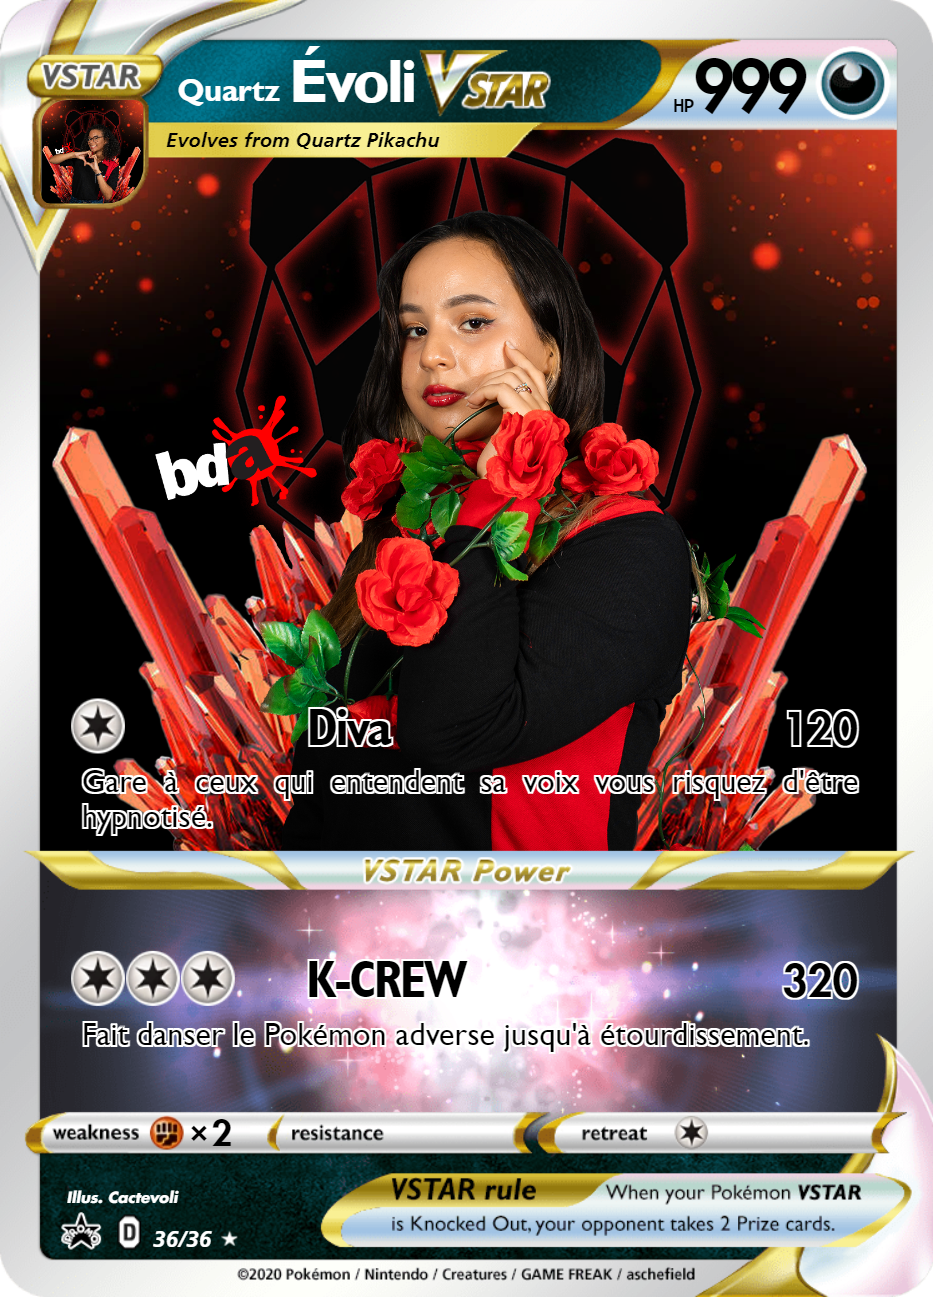 VSTAR
Quartz Évoli VSTAR HP 999
Evolves from Quartz Pikachu
bd
bda
Diva 120
Gare à ceux qui entendent sa voix vous risquez d'être
hypnotisé.
VSTAR Power
K-CREW 320
Fait danser le Pokémon adverse jusqu'à étourdissement.
weakness ×2 resistance retreat
Illus. Cactevoli
VSTAR rule When your Pokémon VSTAR
is Knocked Out, your opponent takes 2 Prize cards.
PROMO D 36/36
©2020 Pokémon / Nintendo / Creatures / GAME FREAK / aschefield